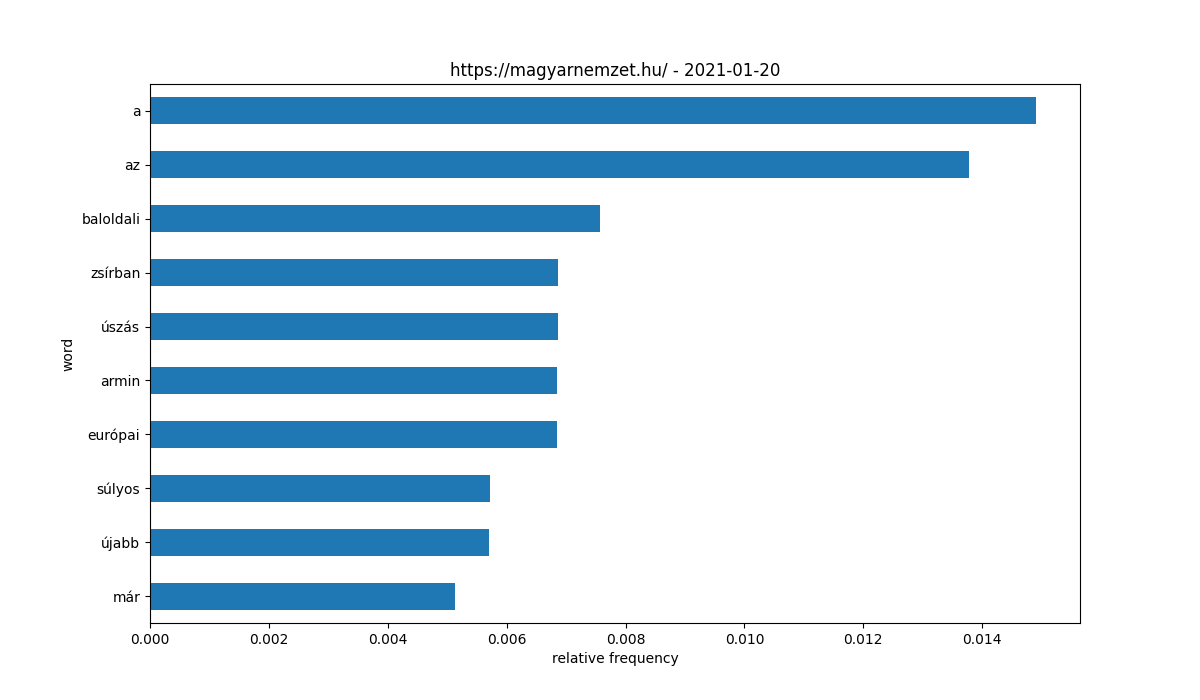 https://magyarnemzet.hu/ - 2021-01-20
a
az
baloldali
zsírban
úszás
armin
európai
súlyos
újabb
már
word
0.000 0.002 0.004 0.006 0.008 0.010 0.012 0.014
relative frequency